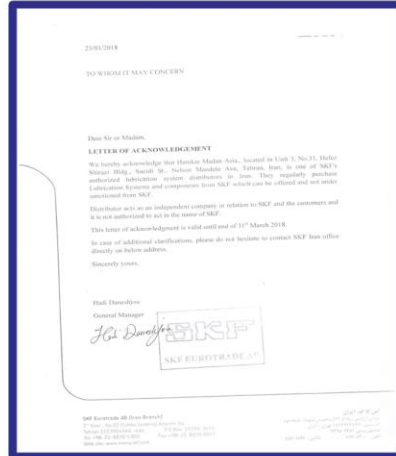 23/01/2018
TO WHOM IT MAY CONCERN
Dear Sir or Madam,
LETTER OF ACKNOWLEDGEMENT
We hereby acknowledge that Hamkar Madan Asia, located in Unit 3, No.31, Hafez
Shirazi Bldg., Saeidi St., Nelson Mandela Ave, Tehran, Iran, is one of SKF's
authorized lubrication system distributors in Iran. They regularly purchase
Lubrication Systems and components from SKF which can be offered and not under
sanctioned from SKF.
Distributor acts as an independent company in relation to SKF and the customers and
it is not authorized to act in the name of SKF.
This letter of acknowledgment is valid until end of 31st March 2018.
In case of additional clarifications, please do not hesitate to contact SKF Iran office
directly on below address.
Sincerely yours,
Hadi Daneshjou
General Manager
SKF
SKF EUROTRADE AB
SKF Eurotrade AB (Iran Branch)